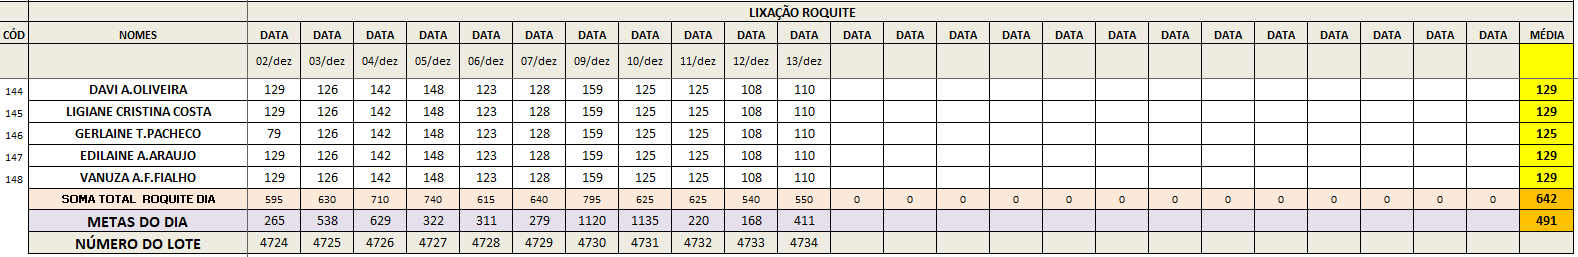 LIXAÇÃO ROQUITE
CÓD NOMES DATA DATA DATA DATA DATA DATA DATA DATA DATA DATA DATA DATA DATA DATA DATA DATA DATA DATA DATA DATA DATA DATA DATA DATA MÉDIA
02/dez 03/dez 04/dez 05/dez 06/dez 07/dez 09/dez 10/dez 11/dez 12/dez 13/dez
144 DAVI A.OLIVEIRA 129 126 142 148 123 128 159 125 125 108 110 129
145 LIGIANE CRISTINA COSTA 129 126 142 148 123 128 159 125 125 108 110 129
146 GERLAINE T.PACHECO 79 126 142 148 123 128 159 125 125 108 110 125
147 EDILAINE A.ARAUJO 129 126 142 148 123 128 159 125 125 108 110 129
148 VANUZA A.F.FIALHO 129 126 142 148 123 128 159 125 125 108 110 129
SOMA TOTAL ROQUITE DIA 595 630 710 740 615 640 795 625 625 540 550 0 0 0 0 0 0 0 0 0 0 0 0 0 642
METAS DO DIA 265 538 629 322 311 279 1120 1135 220 168 411 491
NÚMERO DO LOTE 4724 4725 4726 4727 4728 4729 4730 4731 4732 4733 4734